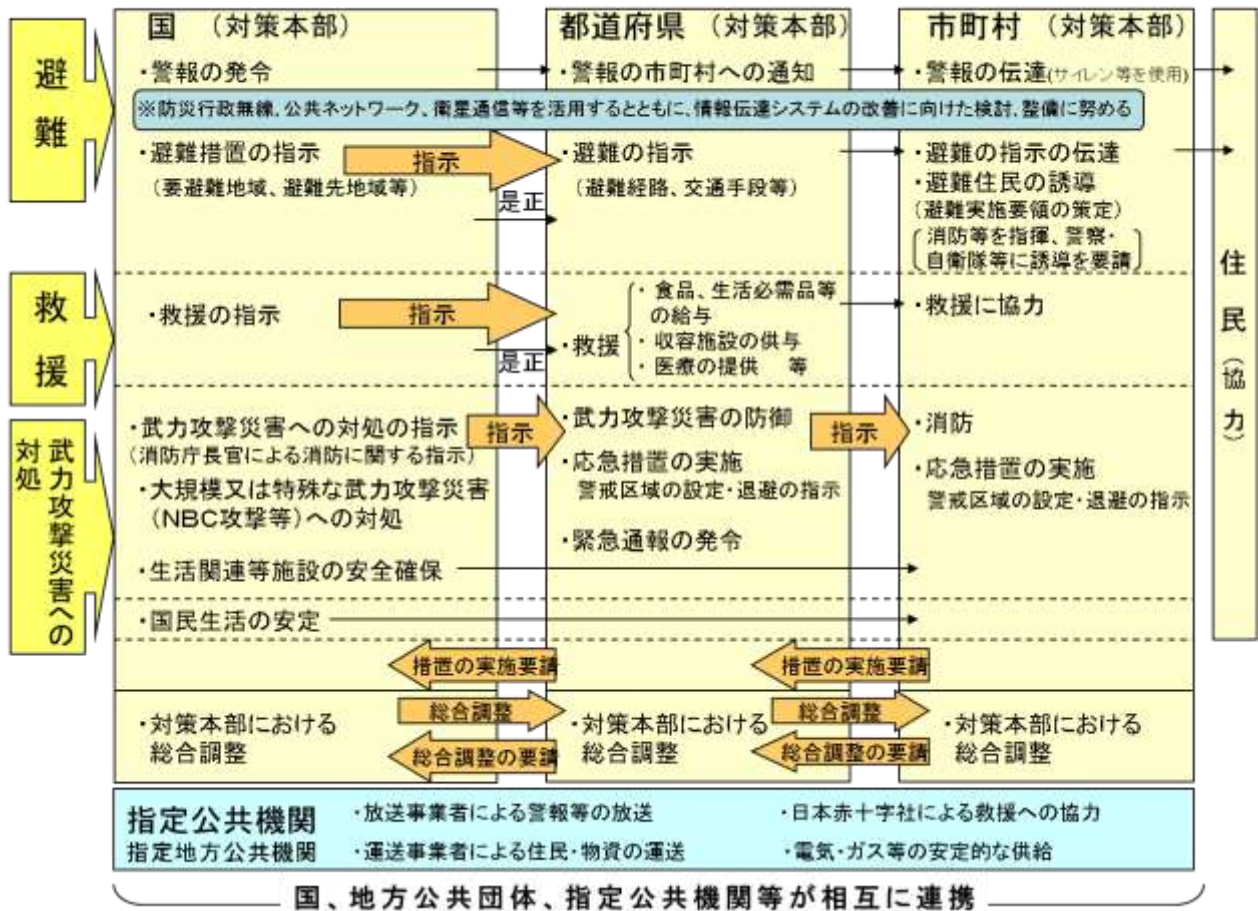 国 (対策本部)
都道府県 (対策本部)
市町村 (対策本部)
避難
・警報の発令
・警報の市町村への通知
・警報の伝達(サイレン等を使用)
※防災行政無線、公共ネットワーク、衛星通信等を活用するとともに、情報伝達システムの改善に向けた検討、整備に努める
・避難措置の指示
(要避難地域、避難先地域等)
指示
是正
・避難の指示
(避難経路、交通手段等)
・避難の指示の伝達
・避難住民の誘導
(避難実施要領の策定)
消防等を指揮、警察・
自衛隊等に誘導を要請
住民(協力)
救援
・救援の指示
指示
是正
・救援
・食品、生活必需品等
の給与
・収容施設の供与
・医療の提供 等
・救援に協力
武力攻撃災害への
対処
・武力攻撃災害への対処の指示
(消防庁長官による消防に関する指示)
・大規模又は特殊な武力攻撃災害
(NBC攻撃等)への対処
指示
・武力攻撃災害の防御
・応急措置の実施
警戒区域の設定・退避の指示
・緊急通報の発令
指示
・消防
・応急措置の実施
警戒区域の設定・退避の指示
・生活関連等施設の安全確保
・国民生活の安定
措置の実施要請
措置の実施要請
・対策本部における
総合調整
総合調整
総合調整の要請
・対策本部における
総合調整
総合調整
総合調整の要請
・対策本部における
総合調整
指定公共機関
指定地方公共機関
・放送事業者による警報等の放送
・日本赤十字社による救援への協力
・運送事業者による住民・物資の運送
・電気・ガス等の安定的な供給
国、地方公共団体、指定公共機関等が相互に連携